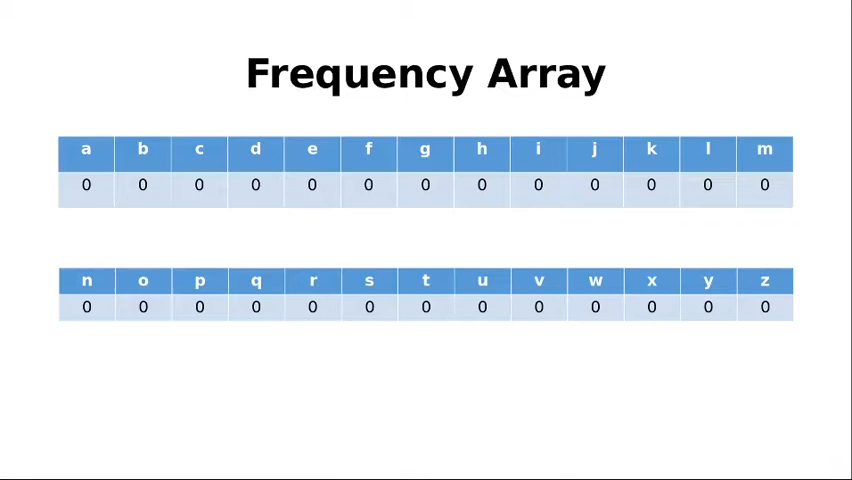 Frequency Array
a b c d e f g h i j k l m
0 0 0 0 0 0 0 0 0 0 0 0 0
n o p q r s t u v w x y z
0 0 0 0 0 0 0 0 0 0 0 0 0